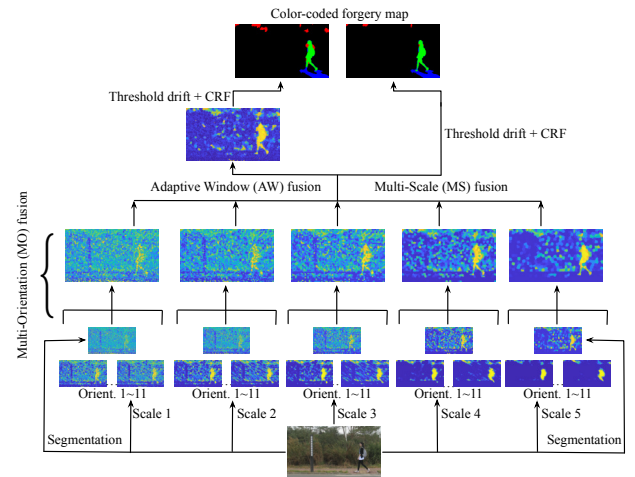 Color-coded forgery map
Threshold drift + CRF
Threshold drift + CRF
Adaptive Window (AW) fusion
Multi-Scale (MS) fusion
Multi-Orientation (MO) fusion
Orient. 1~11
Orient. 1~11
Orient. 1~11
Orient. 1~11
Orient. 1~11
Scale 1
Scale 2
Scale 3
Scale 4
Scale 5
Segmentation
Segmentation